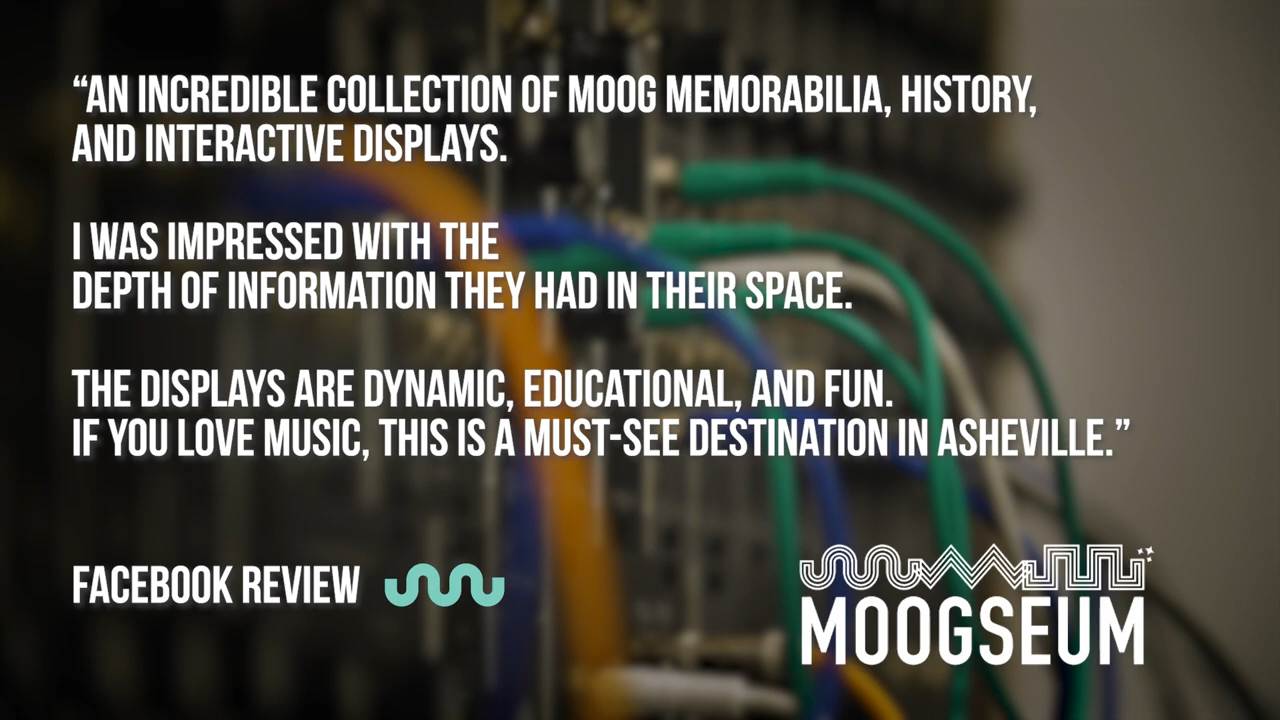 “AN INCREDIBLE COLLECTION OF MOOG MEMORABILIA, HISTORY,
AND INTERACTIVE DISPLAYS.
I WAS IMPRESSED WITH THE
DEPTH OF INFORMATION THEY HAD IN THEIR SPACE.
THE DISPLAYS ARE DYNAMIC, EDUCATIONAL, AND FUN.
IF YOU LOVE MUSIC, THIS IS A MUST-SEE DESTINATION IN ASHEVILLE.”
FACEBOOK REVIEW
MOOGSEUM